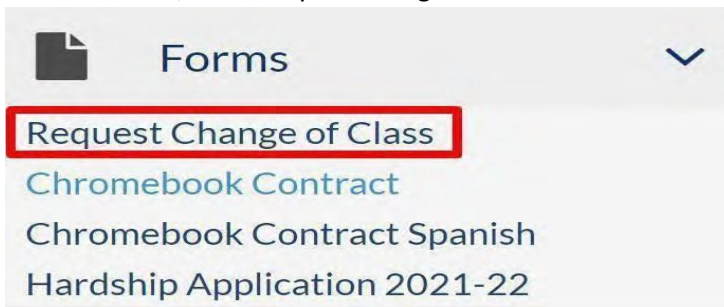 Forms
Request Change of Class
Chromebook Contract
Chromebook Contract Spanish
Hardship Application 2021-22